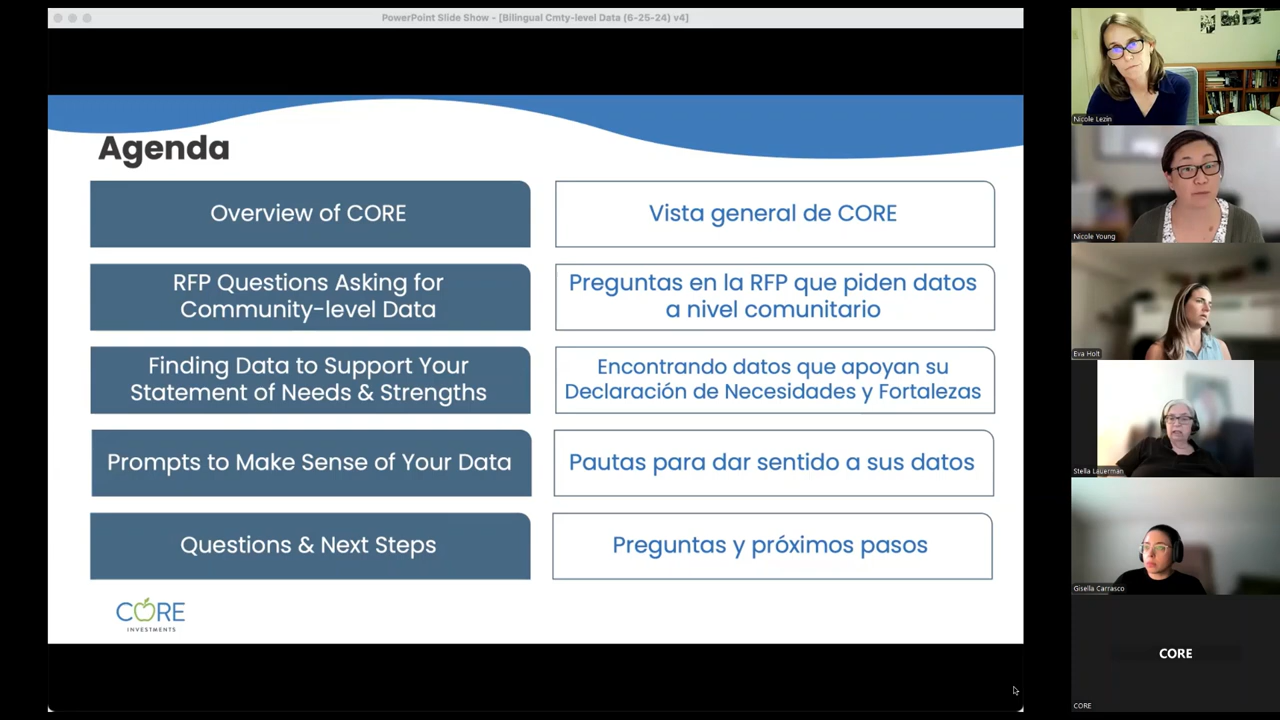 PowerPoint Slide Show - [Bilingual Cmty-level Data (6-25-24) v4]
Agenda
Overview of CORE
Vista general de CORE
RFP Questions Asking for
Community-level Data
Preguntas en la RFP que piden datos
a nivel comunitario
Finding Data to Support Your
Statement of Needs & Strengths
Encontrando datos que apoyan su
Declaración de Necesidades y Fortalezas
Prompts to Make Sense of Your Data
Pautas para dar sentido a sus datos
Questions & Next Steps
Preguntas y próximos pasos
CORE
INVESTMENTS
Nicole Lezin
Nicole Young
Eva Holt
Stella Lauerman
Gisella Carrasco
CORE
CORE